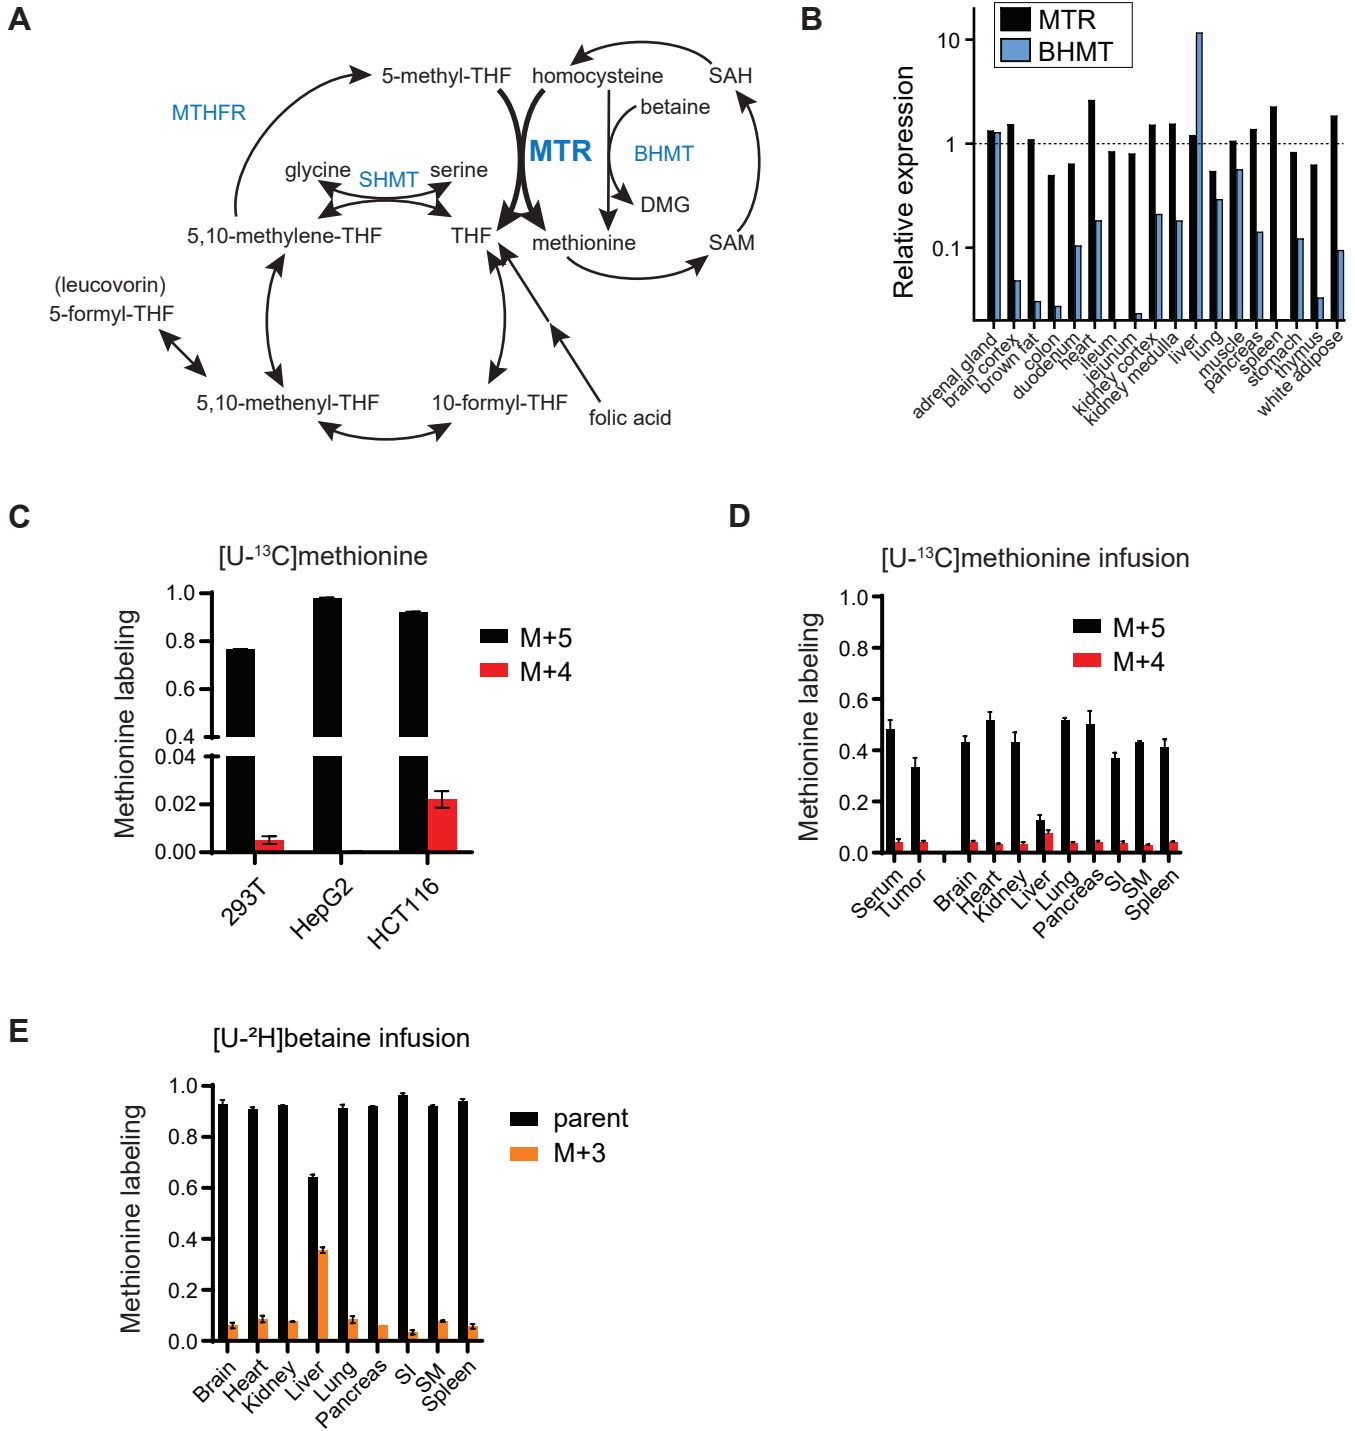 A
5-methyl-THF
homocysteine
SAH
MTHFR
betaine
MTR
BHMT
glycine
SHMT
serine
DMG
5,10-methylene-THF
THF
methionine
SAM
(leucovorin)
5-formyl-THF
5,10-methenyl-THF
10-formyl-THF
folic acid
B
MTR
BHMT
Relative expression
10
1
0.1
adrenal gland
brain cortex
brown fat
colon
duodenum
heart
ileum
jejunum
kidney cortex
kidney medulla
liver
lung
muscle
pancreas
spleen
stomach
thymus
white adipose
C
[U-¹³C]methionine
Methionine labeling
1.0
0.8
0.6
0.4
0.04
0.02
0.00
M+5
M+4
293T
HepG2
HCT116
D
[U-¹³C]methionine infusion
Methionine labeling
1.0
0.8
0.6
0.4
0.2
0.0
M+5
M+4
Serum
Tumor
Brain
Heart
Kidney
Liver
Lung
Pancreas
SI
SM
Spleen
E
[U-²H]betaine infusion
Methionine labeling
1.0
0.8
0.6
0.4
0.2
0.0
parent
M+3
Brain
Heart
Kidney
Liver
Lung
Pancreas
SI
SM
Spleen